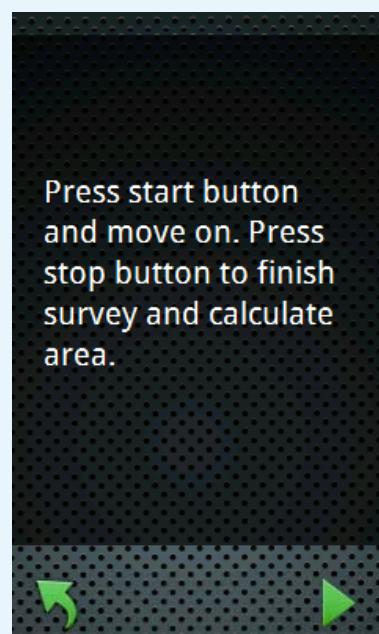 Press start button
and move on. Press
stop button to finish
survey and calculate
area.